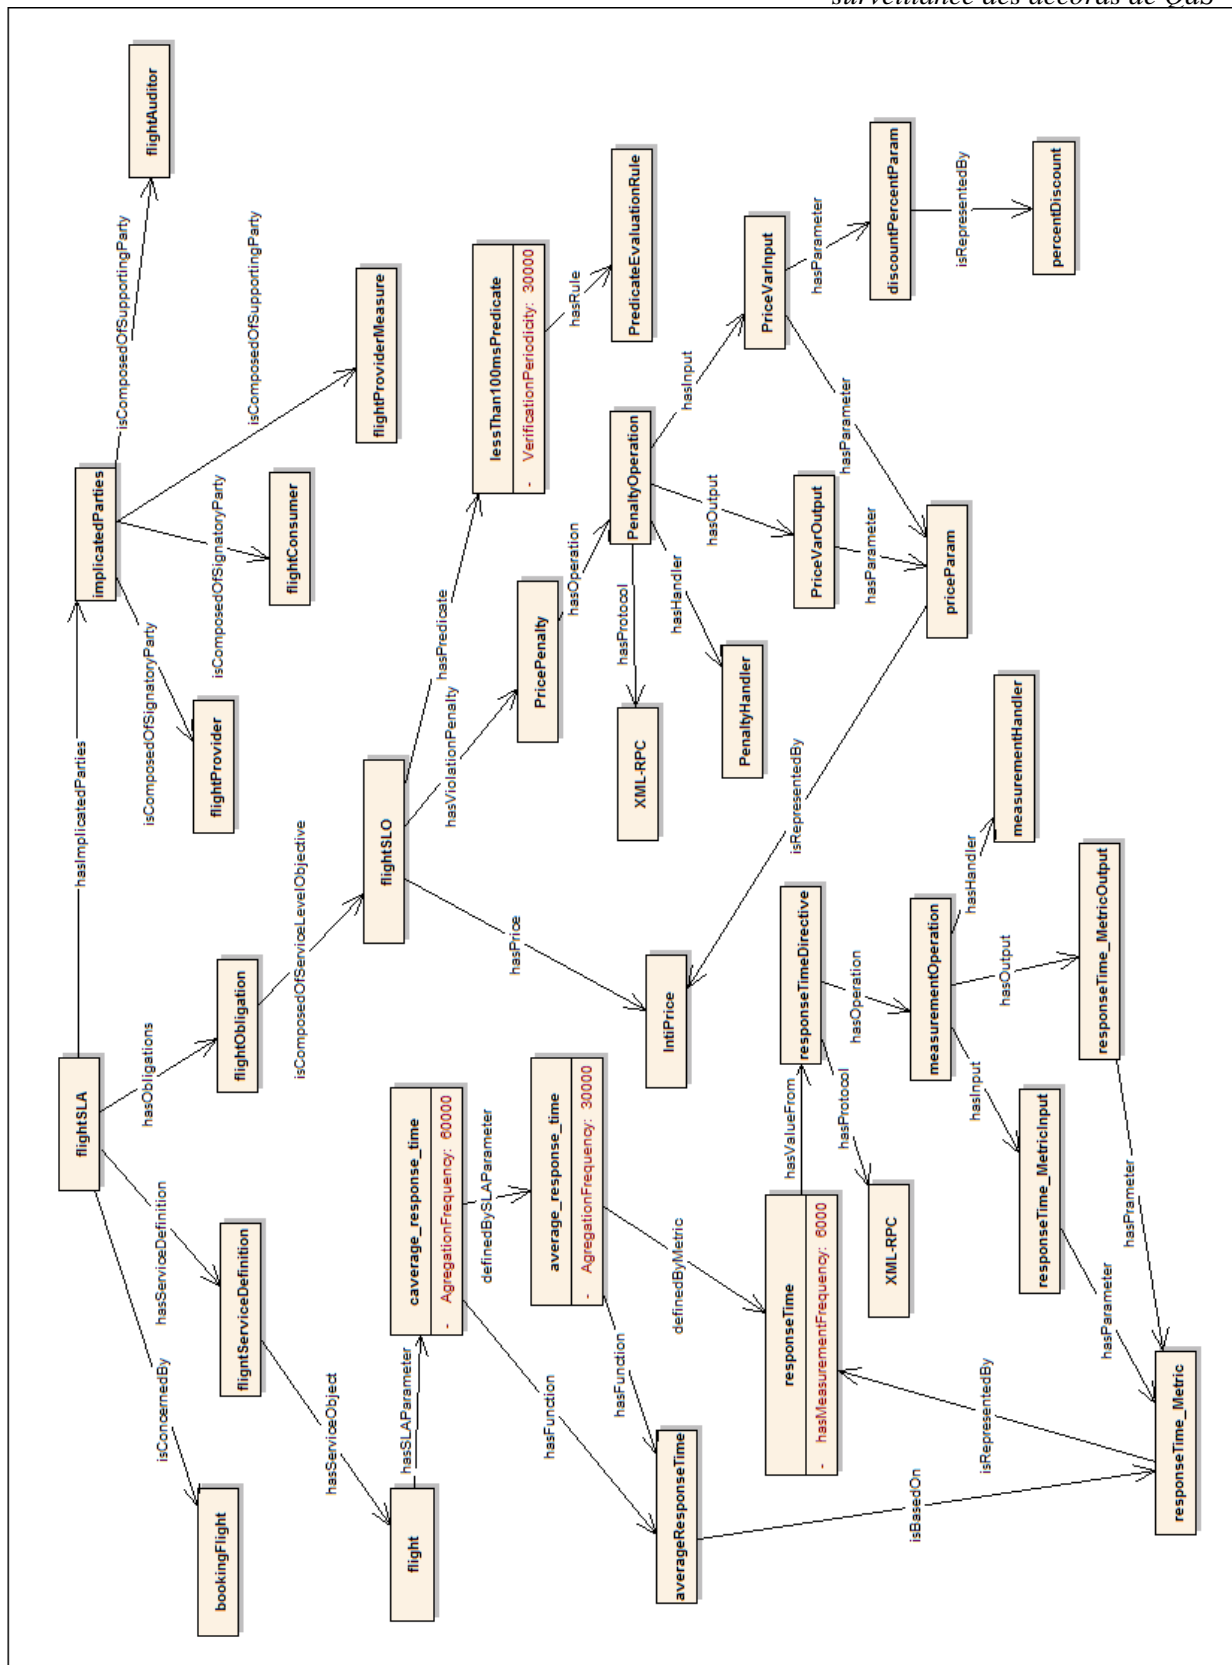 surveillance des accords de QdS
flightSLA
hasImplicatedParties
hasObligations
hasServiceDefinition
isConcernedBy
implicatedParties
isComposedOfSupportingParty
flightAuditor
isComposedOfSupportingParty
flightProviderMeasure
isComposedOfSignatoryParty
flightConsumer
isComposedOfSignatoryParty
flightProvider
bookingFlight
fligntServiceDefinition
flightObligation
isComposedOfServiceLevelObjective
hasServiceObject
flight
hasSLAParameter
caverage_response_time
- AgregationFrequency: 60000
definedBySLAParameter
hasFunction
average_response_time
- AgregationFrequency: 30000
hasFunction
definedByMetric
averageResponseTime
isBasedOn
flightSLO
hasPrice
hasViolationPenalty
hasPredicate
lessThan100msPredicate
- VerificationPeriodicity: 30000
hasRule
PredicateEvaluationRule
PricePenalty
hasOperation
PenaltyOperation
hasProtocol
XML-RPC
hasHandler
PenaltyHandler
hasOutput
PriceVarOutput
hasInput
PriceVarInput
hasParameter
hasParameter
hasParameter
discountPercentParam
isRepresentedBy
percentDiscount
priceParam
isRepresentedBy
IntiPrice
responseTime
- hasMeasurementFrequency: 6000
hasValueFrom
responseTimeDirective
hasProtocol
XML-RPC
hasOperation
measurementOperation
hasHandler
measurementHandler
hasOutput
responseTime_MetricOutput
hasInput
responseTime_MetricInput
hasParameter
hasPrameter
isRepresentedBy
responseTime_Metric